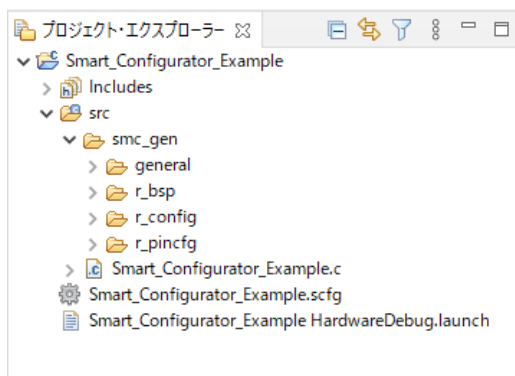 プロジェクト・エクスプローラー
Smart_Configurator_Example
Includes
src
smc_gen
general
r_bsp
r_config
r_pincfg
Smart_Configurator_Example.c
Smart_Configurator_Example.scfg
Smart_Configurator_Example HardwareDebug.launch